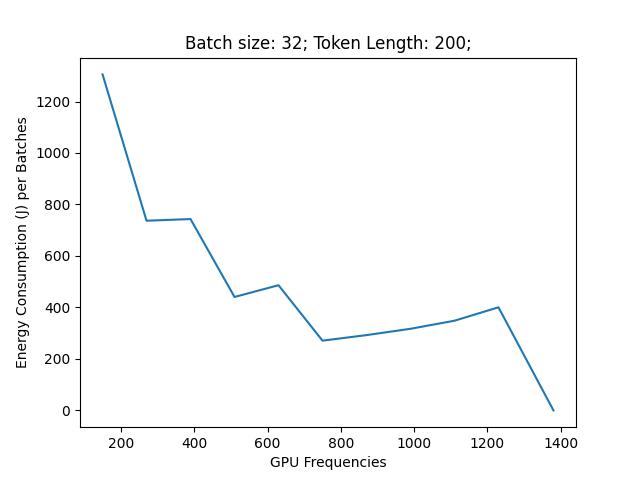 Batch size: 32; Token Length: 200;
Energy Consumption (J) per Batches
1200
1000
800
600
400
200
0
200 400 600 800 1000 1200 1400
GPU Frequencies